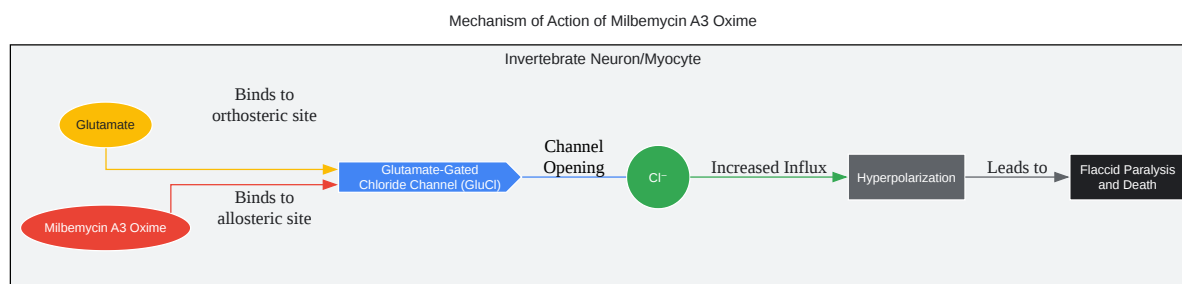 Mechanism of Action of Milbemycin A3 Oxime
Invertebrate Neuron/Myocyte
Glutamate
Binds to
orthosteric site
Milbemycin A3 Oxime
Binds to
allosteric site
Glutamate-Gated
Chloride Channel (GluCl)
Channel
Opening
Cl⁻
Increased Influx
Hyperpolarization
Leads to
Flaccid Paralysis
and Death